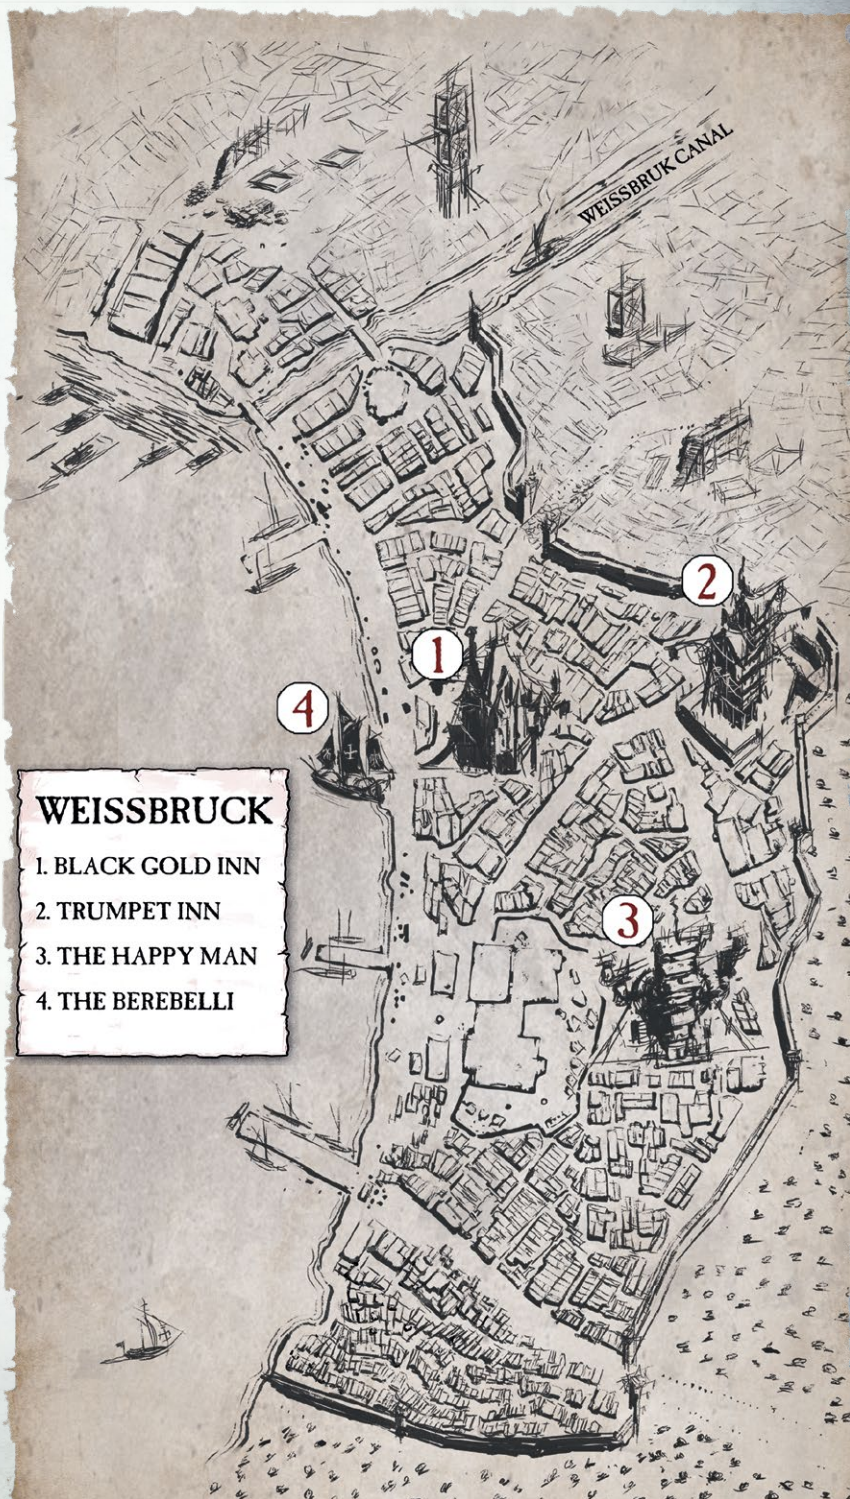 WEISSBRUK CANAL
2
1
4
WEISSBRUCK
1. BLACK GOLD INN
2. TRUMPET INN
3. THE HAPPY MAN
4. THE BEREBELLI
3